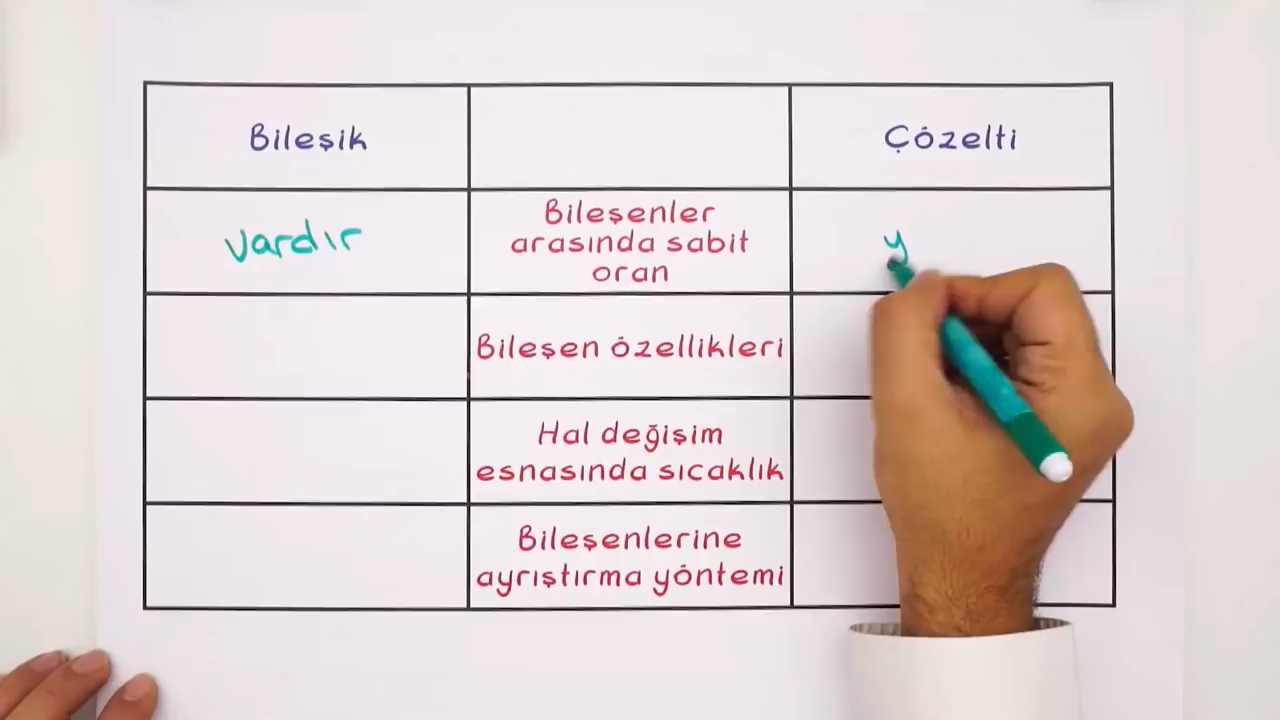 Bileşik
Çözelti
vardır
Bileşenler
arasında sabit
oran
y
Bileşen özellikleri
Hal değişim
esnasında sıcaklık
Bileşenlerine
ayrıştırma yöntemi